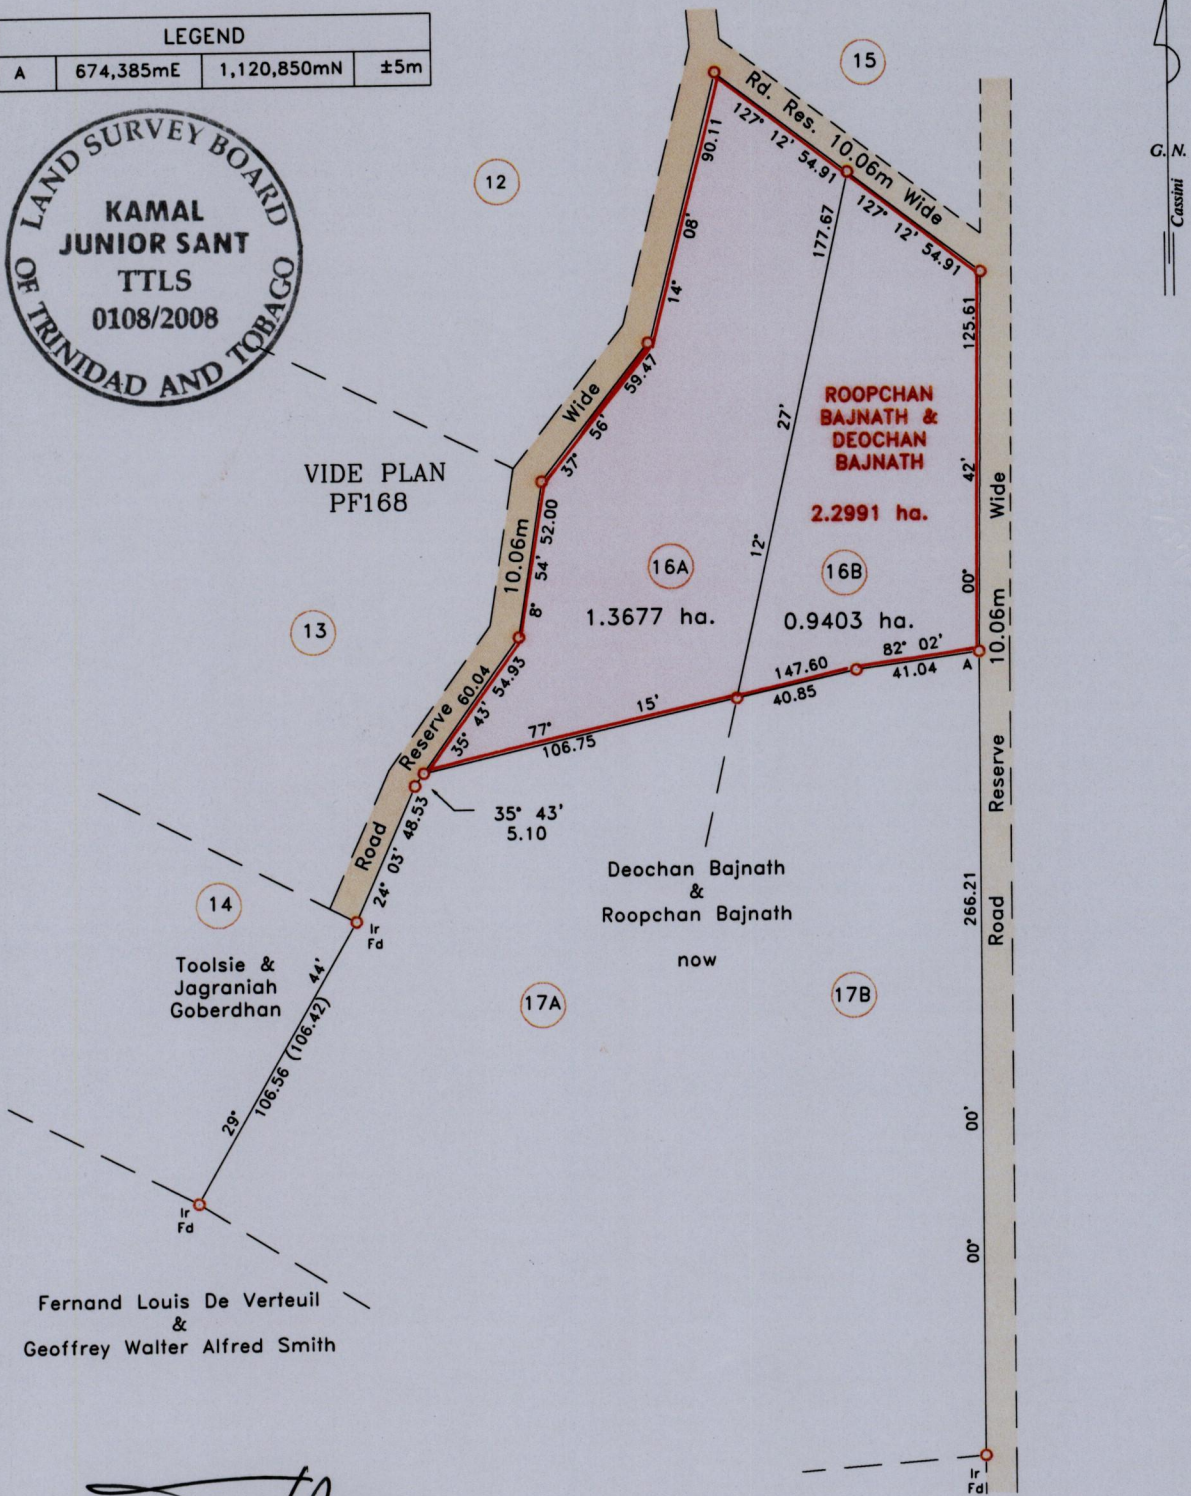 LEGEND
A 674,385mE 1,120,850mN ±5m
LAND SURVEY BOARD
OF TRINIDAD AND TOBAGO
KAMAL
JUNIOR SANT
TTLS
0108/2008
G.N.
Cassini
15
12
Rd. Res. 10.06m Wide
127° 12' 54.91
127° 12' 54.91
14° 08' 90.11
37° 56' 59.47
8° 54' 52.00
35° 43' 54.93
60.04
Road Reserve 10.06m Wide
12° 27' 177.67
00° 42' 125.61
ROOPCHAN
BAJNATH &
DEOCHAN
BAJNATH
2.2991 ha.
VIDE PLAN
PF168
13
16A
1.3677 ha.
16B
0.9403 ha.
82° 02'
41.04
A
147.60
40.85
77° 15'
106.75
35° 43'
5.10
24° 03' 48.53
Road Reserve 10.06m Wide
00° 00' 266.21
Deochan Bajnath
&
Roopchan Bajnath
now
14
Toolsie &
Jagraniah
Goberdhan
Ir
Fd
29° 44'
106.56 (106.42)
17A
17B
Ir
Fd
Fernand Louis De Verteuil
&
Geoffrey Walter Alfred Smith
Ir
Fd